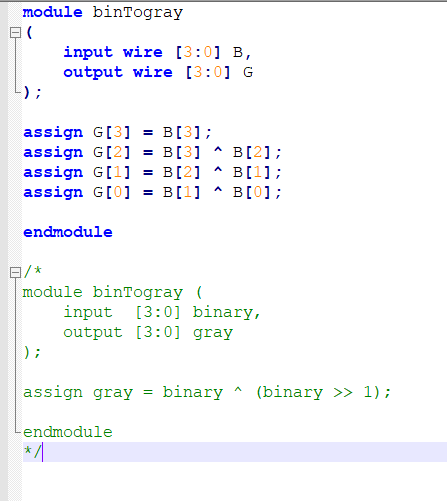 module binTogray
(
    input wire [3:0] B,
    output wire [3:0] G
);

assign G[3] = B[3];
assign G[2] = B[3] ^ B[2];
assign G[1] = B[2] ^ B[1];
assign G[0] = B[1] ^ B[0];

endmodule

/*
module binTogray (
    input  [3:0] binary,
    output [3:0] gray
);

assign gray = binary ^ (binary >> 1);

endmodule
*/